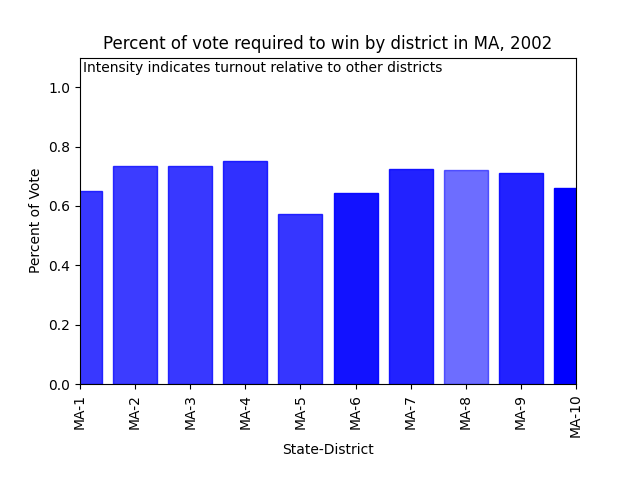 Percent of vote required to win by district in MA, 2002
Intensity indicates turnout relative to other districts
1.0
0.8
0.6
0.4
0.2
0.0
Percent of Vote
MA-1
MA-2
MA-3
MA-4
MA-5
MA-6
MA-7
MA-8
MA-9
MA-10
State-District